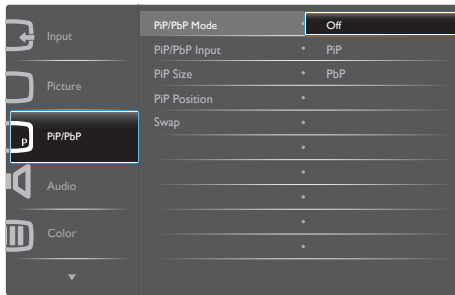 Input
Picture
P
PiP/PbP
Audio
Color
PiP/PbP Mode • Off
PiP/PbP Input • PiP
PiP Size • PbP
PiP Position •
Swap •
•
•
•
•
•